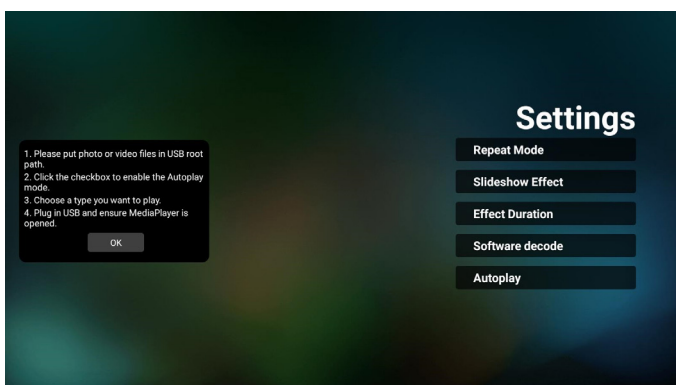 Settings
1. Please put photo or video files in USB root
path.
2. Click the checkbox to enable the Autoplay
mode.
3. Choose a type you want to play.
4. Plug in USB and ensure MediaPlayer is
opened.
OK
Repeat Mode
Slideshow Effect
Effect Duration
Software decode
Autoplay